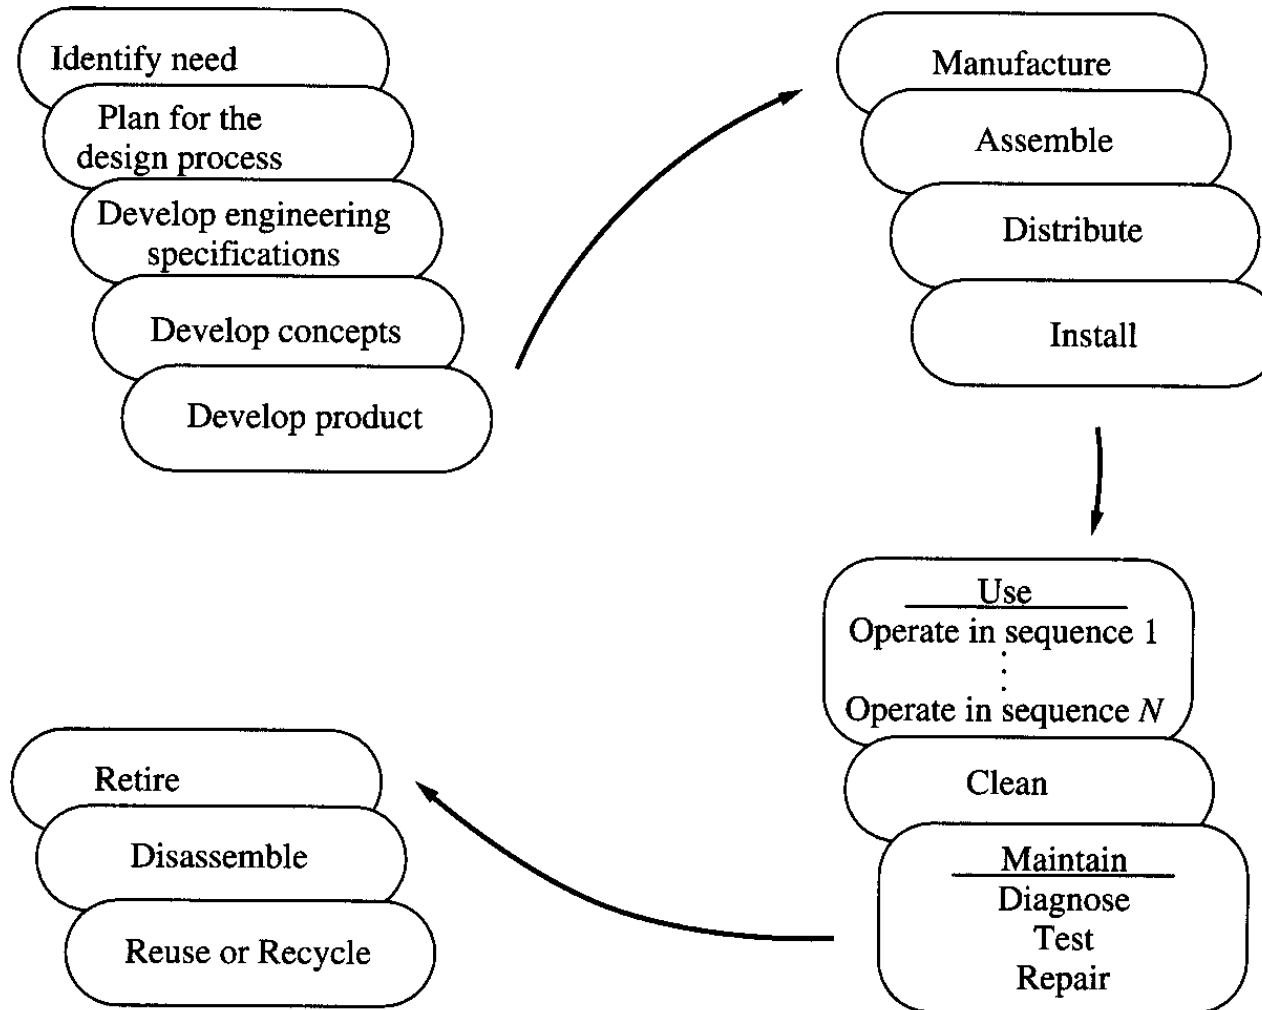 Identify need
Plan for the
design process
Develop engineering
specifications
Develop concepts
Develop product
Manufacture
Assemble
Distribute
Install
Use
Operate in sequence 1
Operate in sequence N
Clean
Maintain
Diagnose
Test
Repair
Retire
Disassemble
Reuse or Recycle